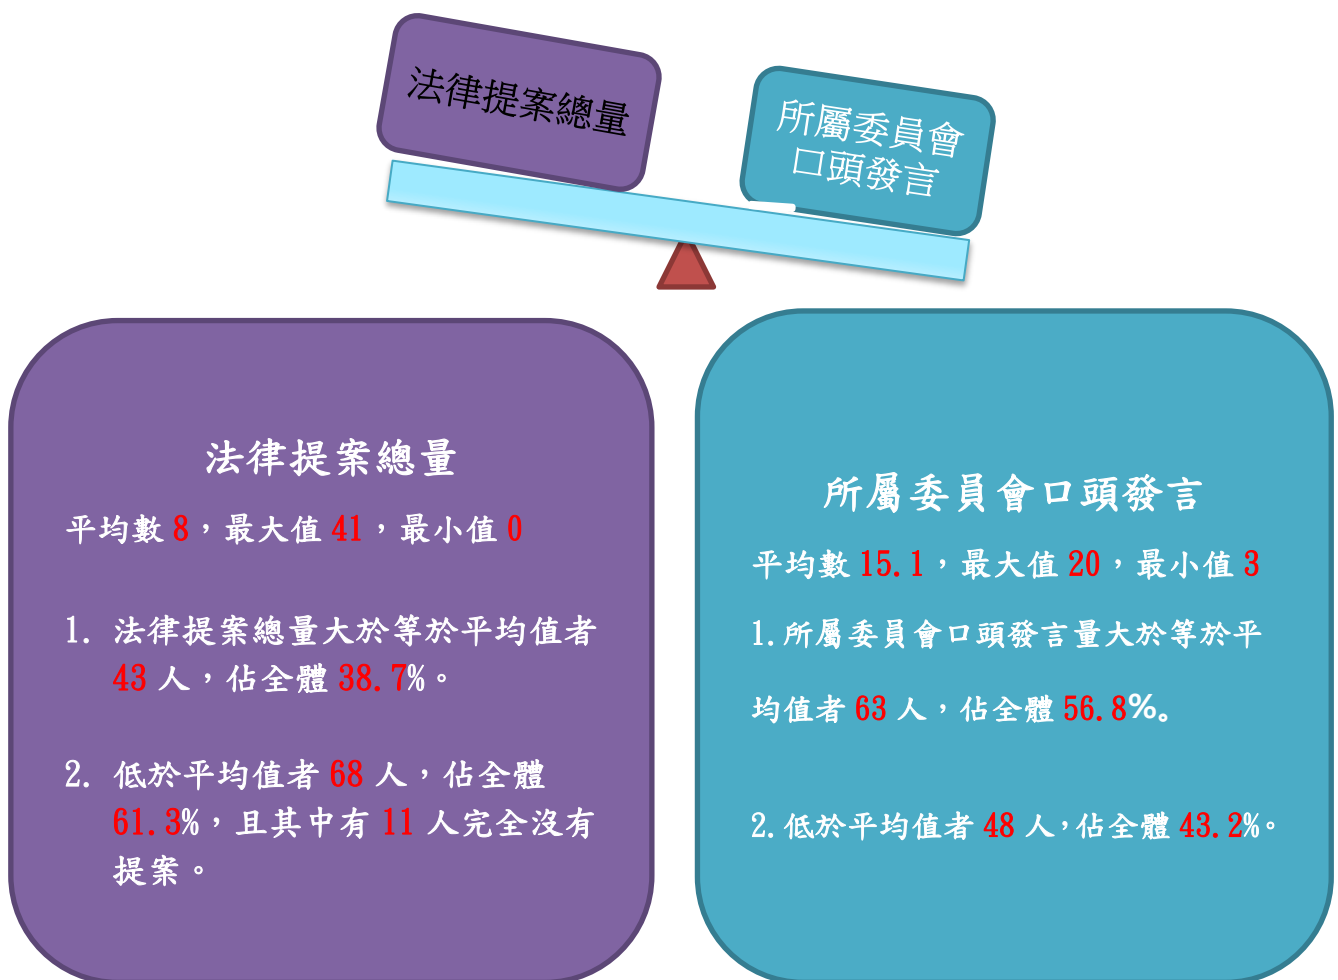 法律提案總量
所屬委員會
口頭發言
法律提案總量
平均數 8，最大值 41，最小值 0
1. 法律提案總量大於等於平均值者
43 人，佔全體 38.7%。
2. 低於平均值者 68 人，佔全體
61.3%，且其中有 11 人完全沒有
提案。
所屬委員會口頭發言
平均數 15.1，最大值 20，最小值 3
1.所屬委員會口頭發言量大於等於平
均值者 63 人，佔全體 56.8%。
2.低於平均值者 48 人，佔全體 43.2%。